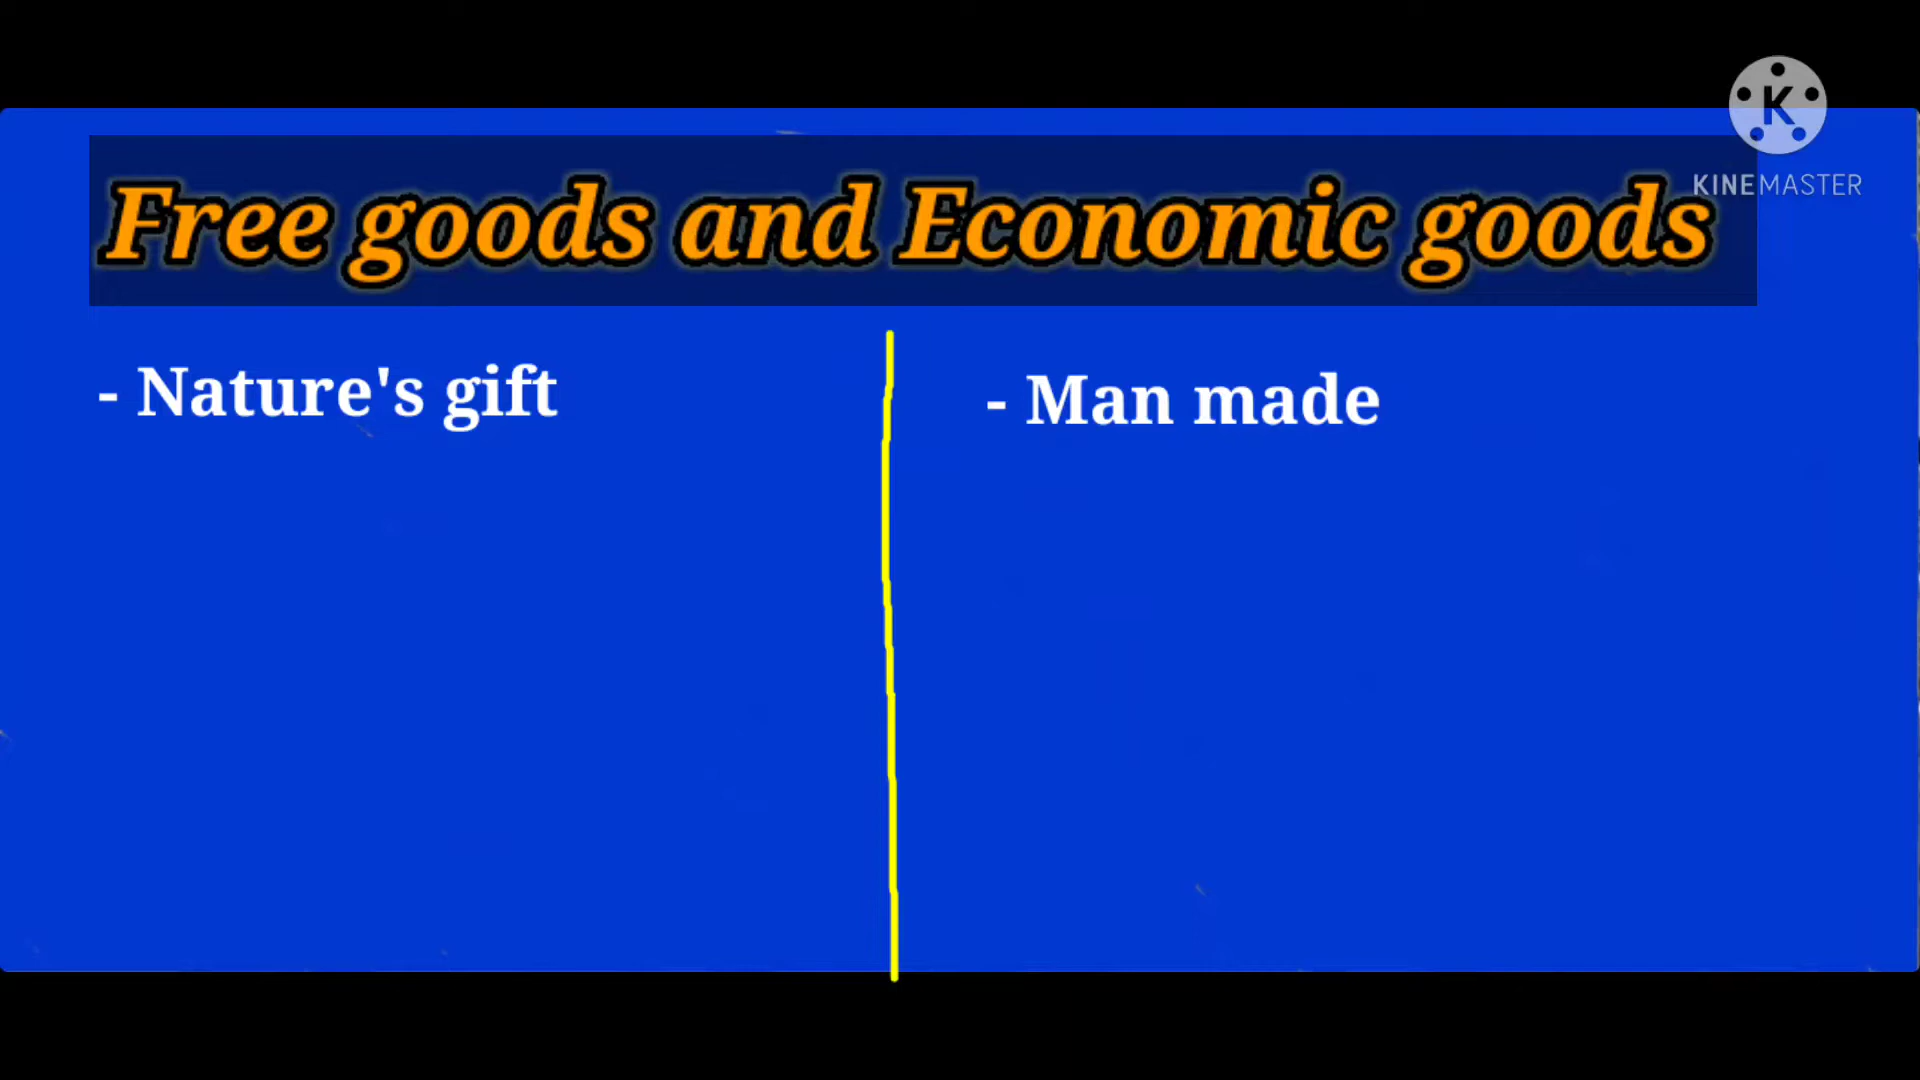 K
KINEMASTER
Free goods and Economic goods
- Nature's gift
- Man made